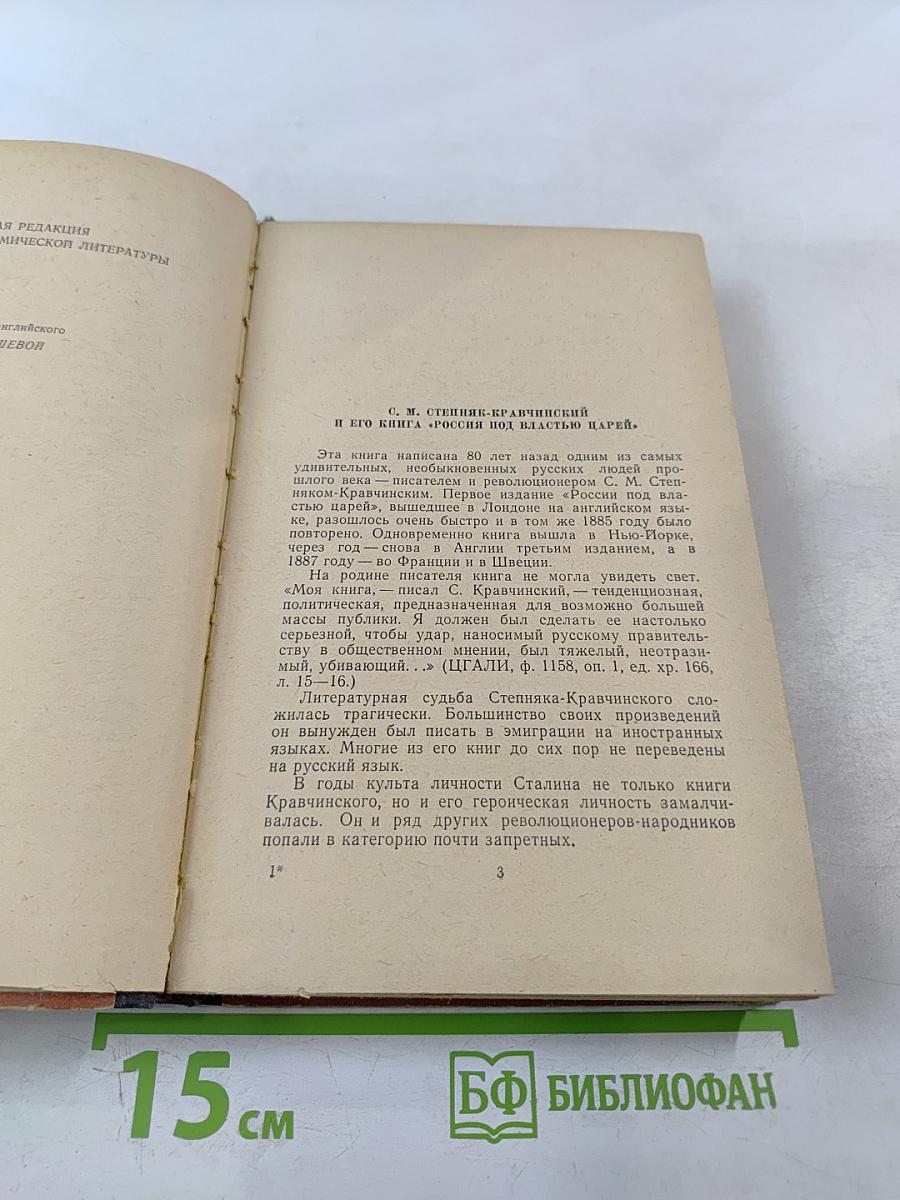 РЕДАКЦИЯ
ЛИТЕРАТУРЫ
английского
С. М. СТЕПНЯК-КРАВЧИНСКИЙ
И ЕГО КНИГА «РОССИЯ ПОД ВЛАСТЬЮ ЦАРЕЙ»
Эта книга написана 80 лет назад одним из самых
удивительных, необыкновенных русских людей про-
шлого века — писателем и революционером С. М. Степ-
няком-Кравчинским. Первое издание «России под вла-
стью царей», вышедшее в Лондоне на английском язы-
ке, разошлось очень быстро и в том же 1885 году было
повторено. Одновременно книга вышла в Нью-Йорке,
через год — снова в Англии третьим изданием, а в
1887 году — во Франции и в Швеции.
На родине писателя книга не могла увидеть свет.
«Моя книга, — писал С. Кравчинский, — тенденциозная,
политическая, предназначенная для возможно большей
массы публики. Я должен был сделать ее настолько
серьезной, чтобы удар, наносимый русскому правитель-
ству в общественном мнении, был тяжелый, неотрази-
мый, убивающий. . .» (ЦГАЛИ, ф. 1158, оп. 1, ед. хр. 166,
л. 15—16.)
Литературная судьба Степняка-Кравчинского сло-
жилась трагически. Большинство своих произведений
он вынужден был писать в эмиграции на иностранных
языках. Многие из его книг до сих пор не переведены
на русский язык.
В годы культа личности Сталина не только книги
Кравчинского, но и его героическая личность замалчи-
валась. Он и ряд других революционеров-народников
попали в категорию почти запретных.
1* 3
15 см БФ БИБЛИОФАН